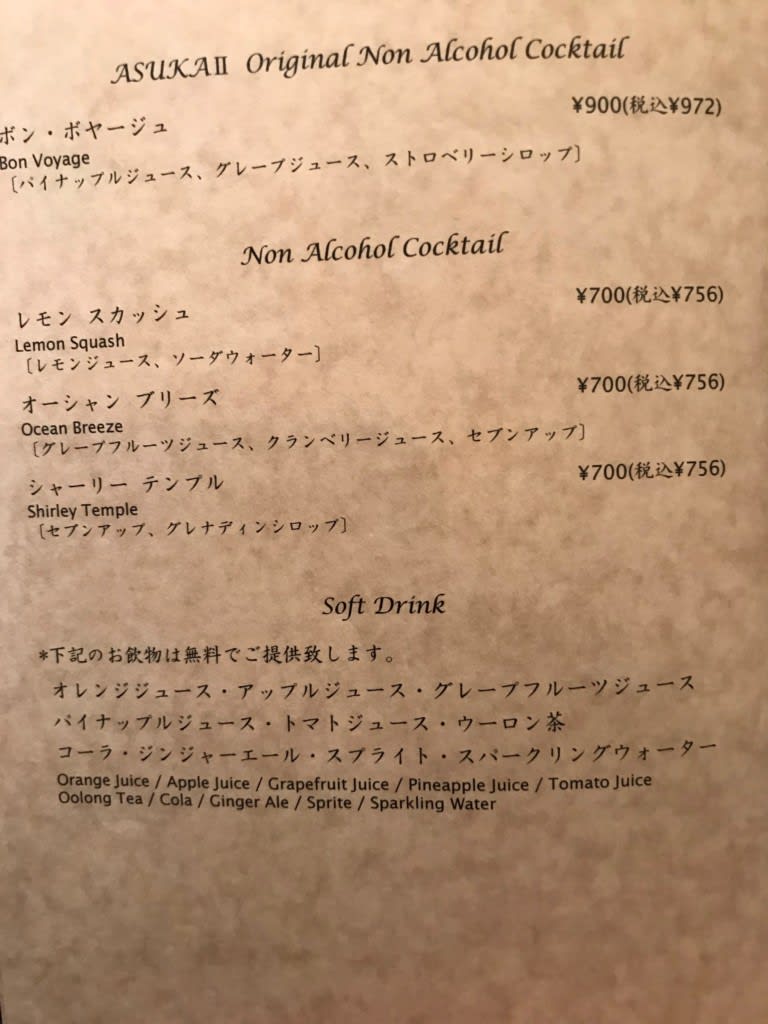 ASUKAⅡ Original Non Alcohol Cocktail
ボン・ボヤージュ ¥900(税込¥972)
Bon Voyage
〔パイナップルジュース、グレープジュース、ストロベリーシロップ〕
Non Alcohol Cocktail
レモン スカッシュ ¥700(税込¥756)
Lemon Squash
〔レモンジュース、ソーダウォーター〕
オーシャン ブリーズ ¥700(税込¥756)
Ocean Breeze
〔グレープフルーツジュース、クランベリージュース、セブンアップ〕
シャーリー テンプル ¥700(税込¥756)
Shirley Temple
〔セブンアップ、グレナディンシロップ〕
Soft Drink
*下記のお飲物は無料でご提供致します。
オレンジジュース・アップルジュース・グレープフルーツジュース
パイナップルジュース・トマトジュース・ウーロン茶
コーラ・ジンジャーエール・スプライト・スパークリングウォーター
Orange Juice / Apple Juice / Grapefruit Juice / Pineapple Juice / Tomato Juice
Oolong Tea / Cola / Ginger Ale / Sprite / Sparkling Water